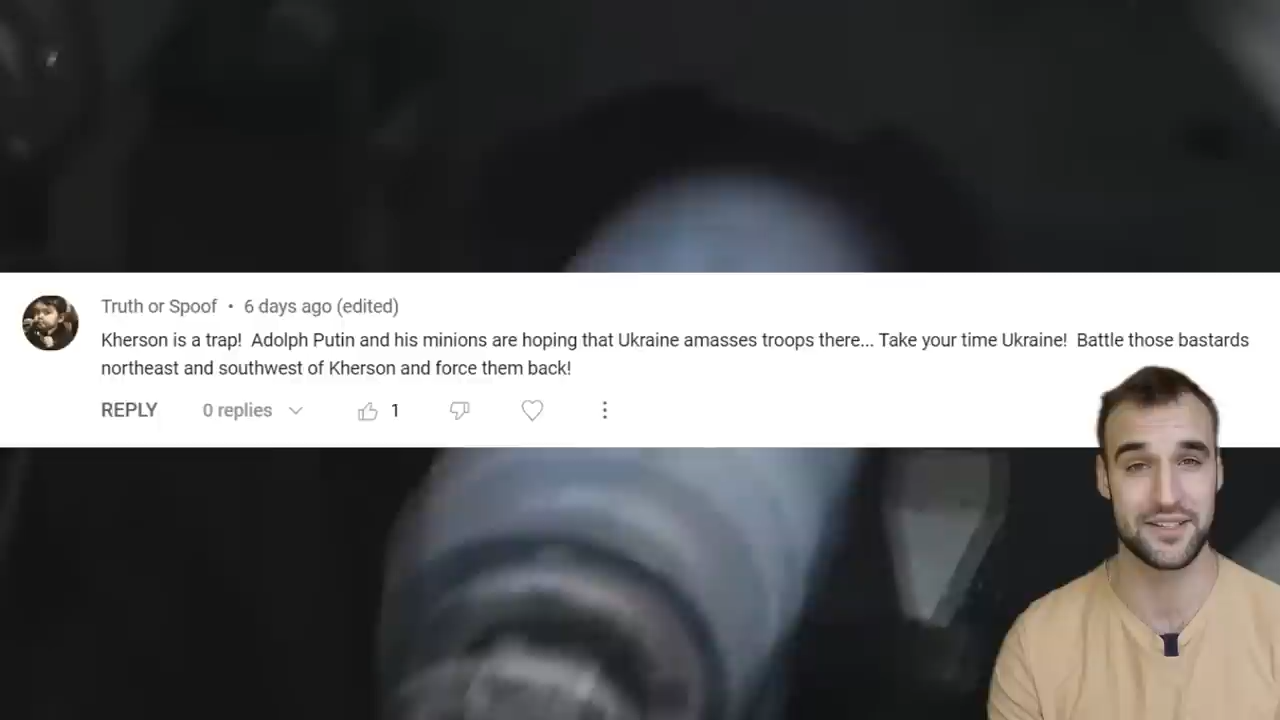 Truth or Spoof • 6 days ago (edited)
Kherson is a trap!  Adolph Putin and his minions are hoping that Ukraine amasses troops there... Take your time Ukraine!  Battle those bastards
northeast and southwest of Kherson and force them back!
REPLY 0 replies 1